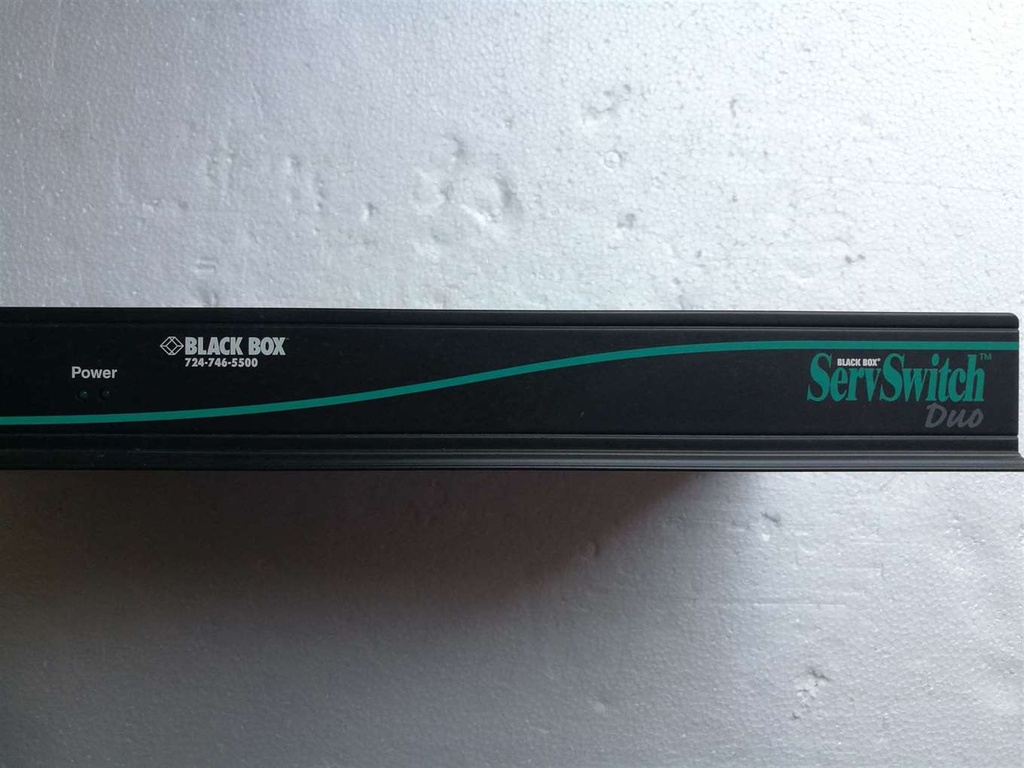 BLACK BOX
724-746-5500
Power
BLACK BOX®
ServSwitch™
Duo